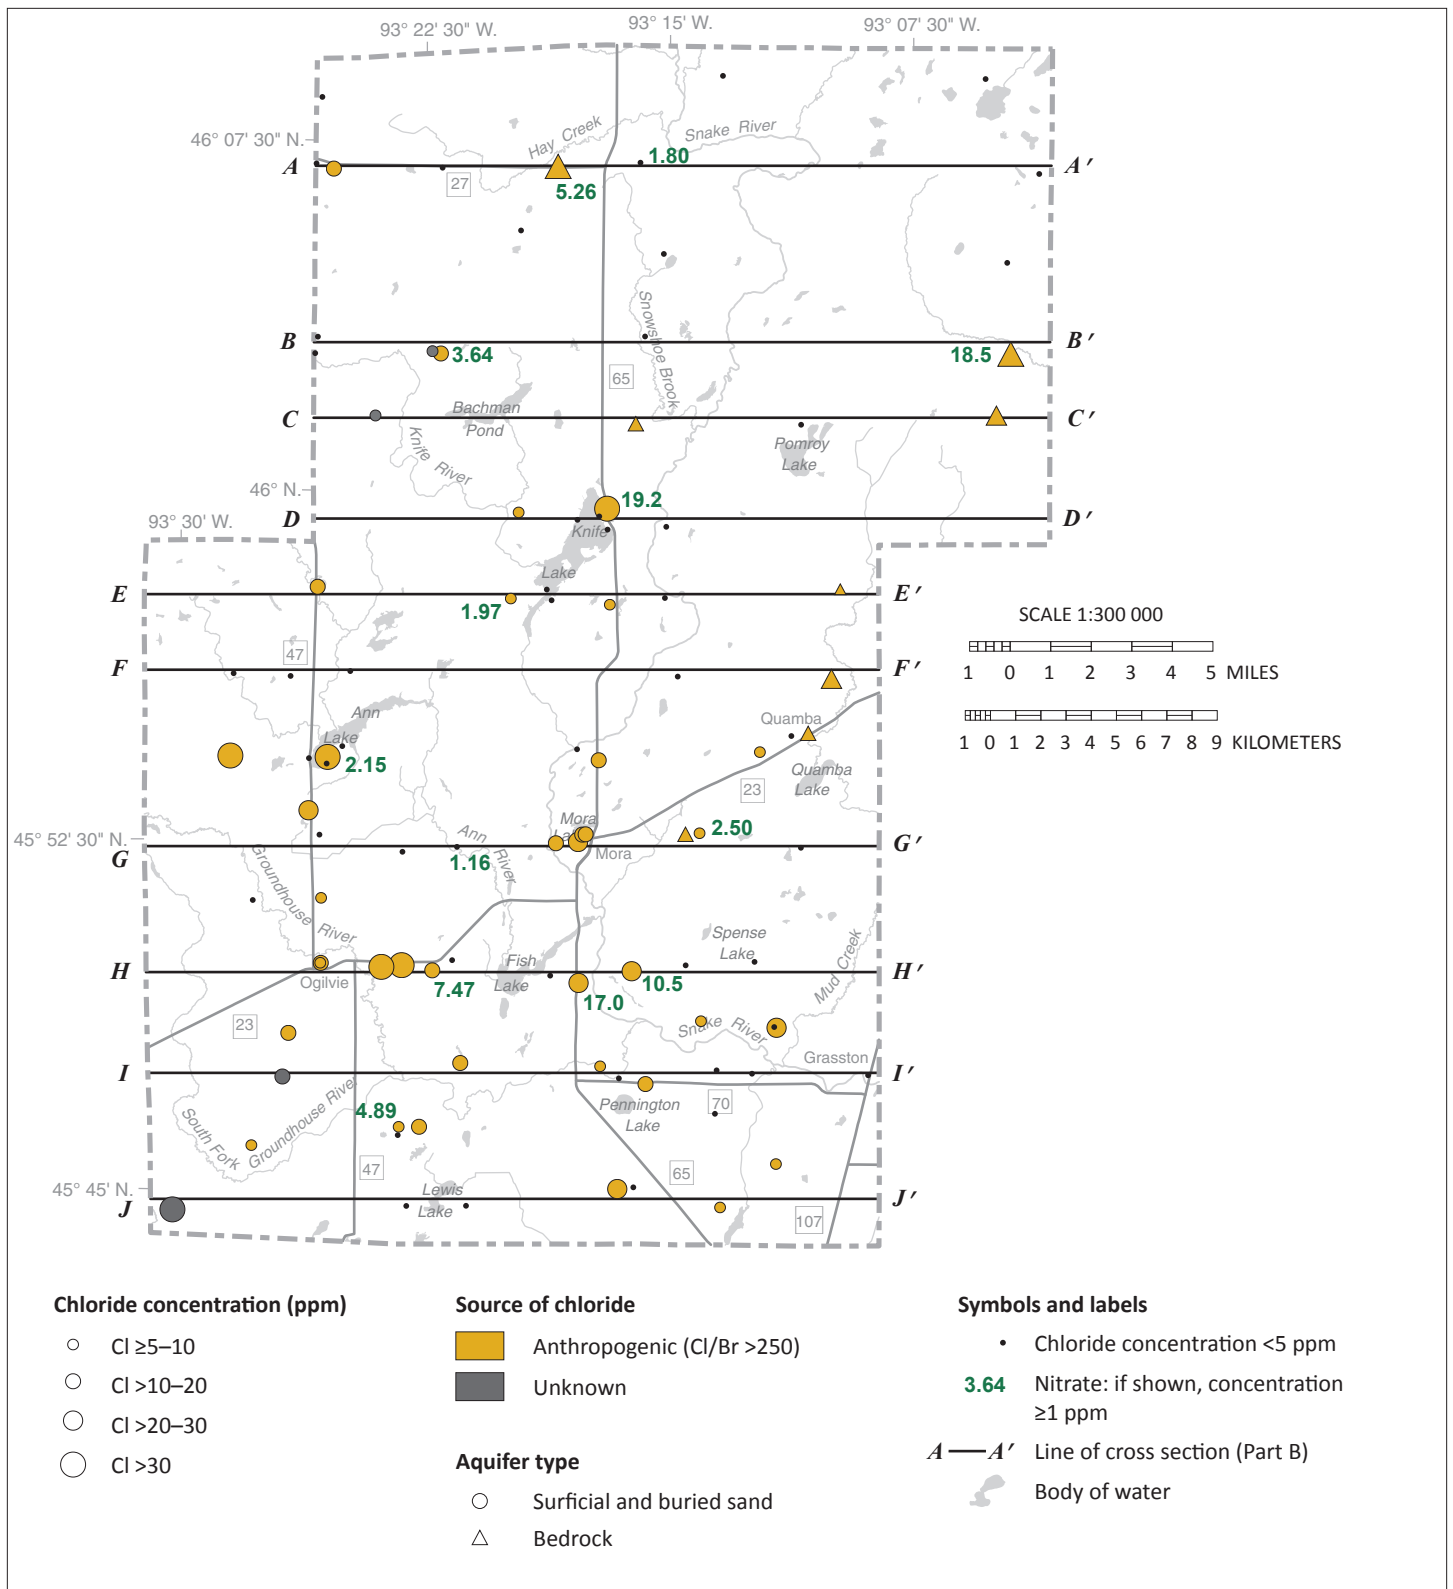 93° 22' 30" W.
93° 15' W.
93° 07' 30" W.
46° 07' 30" N.
Hay Creek
Snake River
1.80
A
A′
27
5.26
Snowshoe Brook
B
B′
3.64
18.5
65
Bachman
Pond
C
C′
Knife River
Pomroy
Lake
46° N.
19.2
93° 30' W.
D
D′
Knife
Lake
E
E′
1.97
SCALE 1:300 000
47
F
F′
1 0 1 2 3 4 5 MILES
Ann
Lake
Quamba
1 0 1 2 3 4 5 6 7 8 9 KILOMETERS
2.15
Quamba
Lake
23
Mora
La
2.50
45° 52' 30" N.
Ann River
G
G′
Mora
1.16
Groundhouse River
Spense
Lake
Mud Creek
Fish
Lake
H
H′
Ogilvie
7.47
17.0
10.5
23
Snake River
Grasston
I
I′
4.89
South Fork Groundhouse River
Pennington
Lake
70
47
65
45° 45' N.
Lewis
Lake
J
J′
107
Chloride concentration (ppm)
Cl ≥5–10
Cl >10–20
Cl >20–30
Cl >30
Source of chloride
Anthropogenic (Cl/Br >250)
Unknown
Aquifer type
Surficial and buried sand
Bedrock
Symbols and labels
Chloride concentration <5 ppm
3.64 Nitrate: if shown, concentration
≥1 ppm
A — A′ Line of cross section (Part B)
Body of water